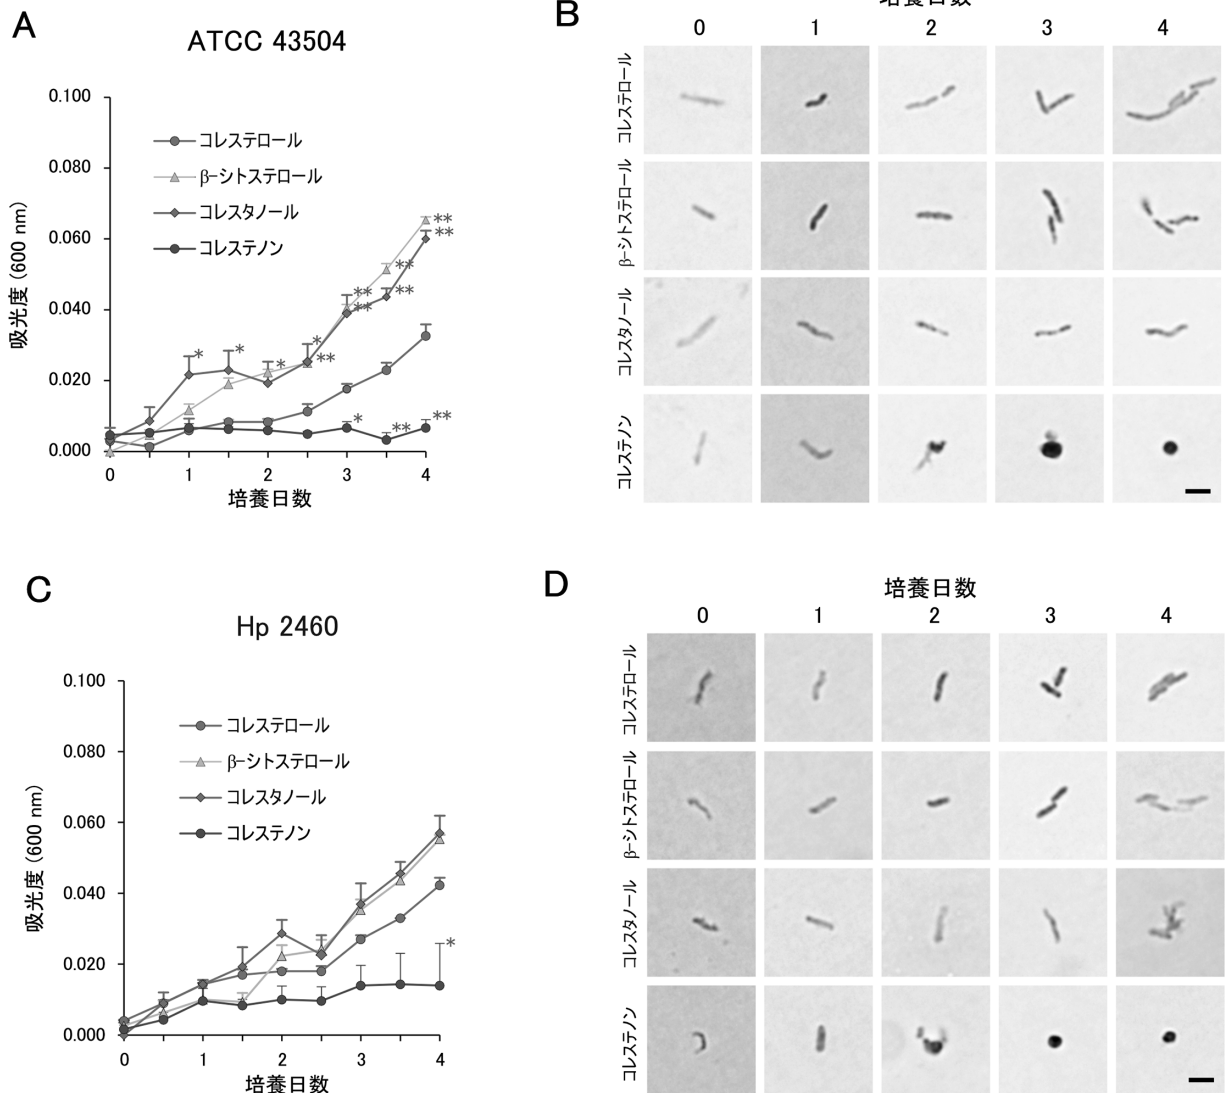 A
ATCC 43504
吸光度 (600 nm)
0.100
0.080
0.060
0.040
0.020
0.000
コレステロール
β-シトステロール
コレスタノール
コレステノン
*
*
*
*
**
**
**
**
**
**
**
*
**
**
0 1 2 3 4
培養日数
B
培養日数
0 1 2 3 4
コレステロール
β-シトステロール
コレスタノール
コレステノン
C
Hp 2460
吸光度 (600 nm)
0.100
0.080
0.060
0.040
0.020
0.000
コレステロール
β-シトステロール
コレスタノール
コレステノン
*
0 1 2 3 4
培養日数
D
培養日数
0 1 2 3 4
コレステロール
β-シトステロール
コレスタノール
コレステノン